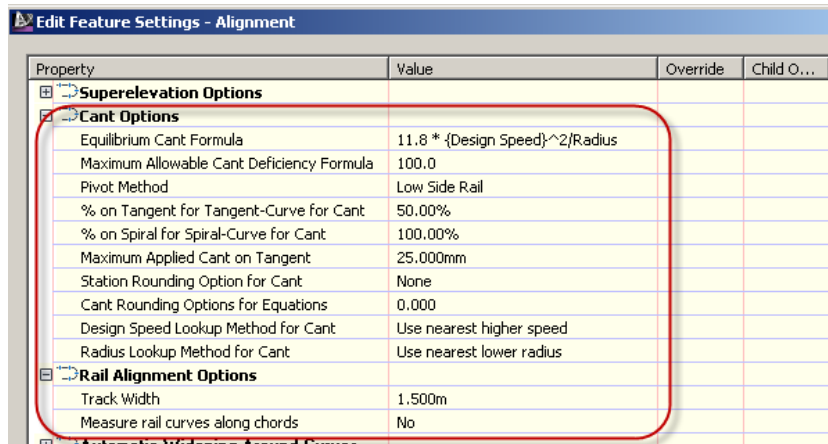 Edit Feature Settings - Alignment
Property Value Override Child O...
Superelevation Options
Cant Options
Equilibrium Cant Formula 11.8 * {Design Speed}^2/Radius
Maximum Allowable Cant Deficiency Formula 100.0
Pivot Method Low Side Rail
% on Tangent for Tangent-Curve for Cant 50.00%
% on Spiral for Spiral-Curve for Cant 100.00%
Maximum Applied Cant on Tangent 25.000mm
Station Rounding Option for Cant None
Cant Rounding Options for Equations 0.000
Design Speed Lookup Method for Cant Use nearest higher speed
Radius Lookup Method for Cant Use nearest lower radius
Rail Alignment Options
Track Width 1.500m
Measure rail curves along chords No
Automatic Widening Around Curves